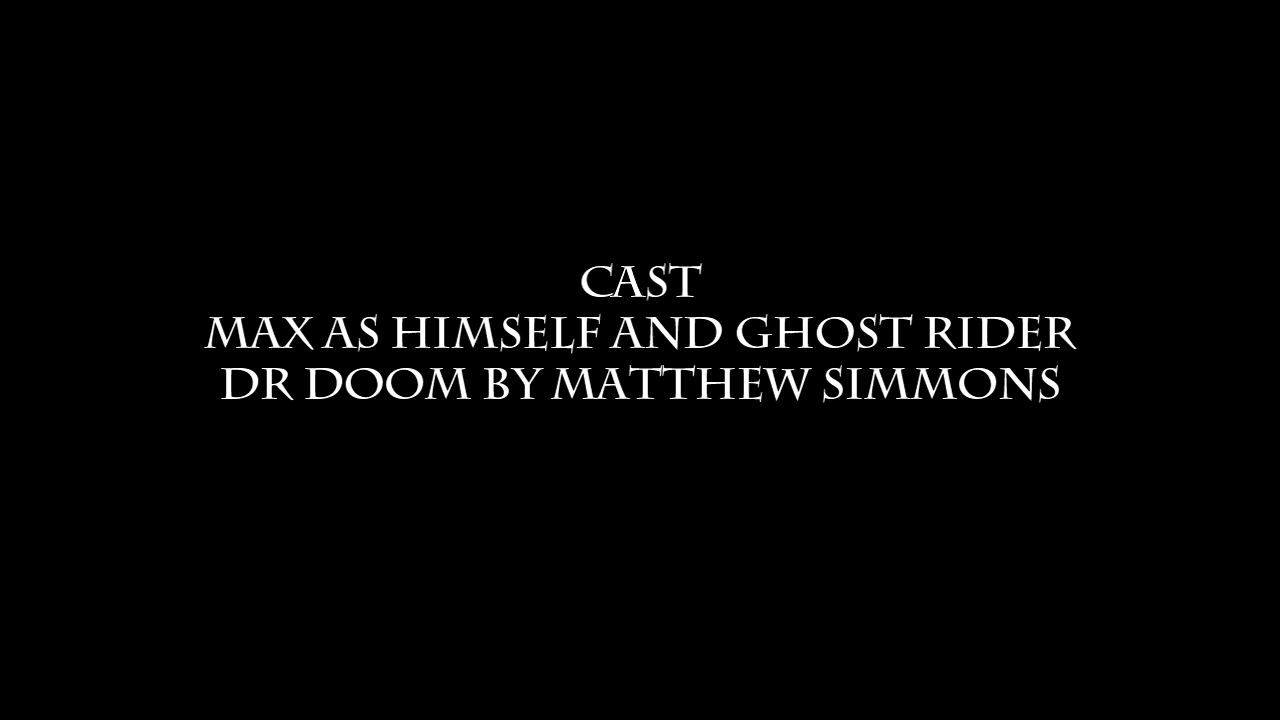 CAST
MAX AS HIMSELF AND GHOST RIDER
DR DOOM BY MATTHEW SIMMONS